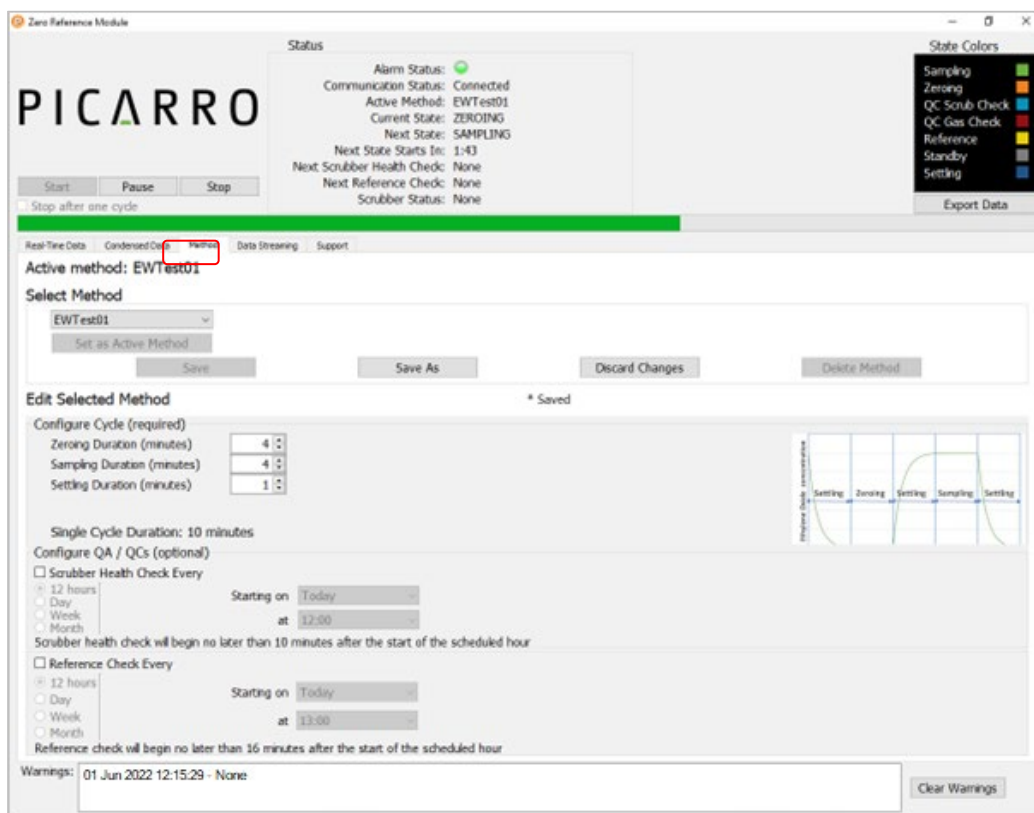 Zero Reference Module
PICARRO
Start
Pause
Stop
Stop after one cycle
Status
Alarm Status:
Communication Status: Connected
Active Method: EWTest01
Current State: ZEROING
Next State: SAMPLING
Next State Starts In: 1:43
Next Scrubber Health Check: None
Next Reference Check: None
Scrubber Status: None
State Colors
Sampling
Zeroing
QC Scrub Check
QC Gas Check
Reference
Standby
Settling
Export Data
Real-Time Data
Condensed Data
Method
Data Streaming
Support
Active method: EWTest01
Select Method
EWTest01
Set as Active Method
Save
Save As
Discard Changes
Delete Method
Edit Selected Method
* Saved
Configure Cycle (required)
Zeroing Duration (minutes) 4
Sampling Duration (minutes) 4
Settling Duration (minutes) 1
Single Cycle Duration: 10 minutes
Ethylene Oxide concentration
Settling Zeroing Settling Sampling Settling
Configure QA / QCs (optional)
Scrubber Health Check Every
12 hours
Day
Week
Month
Starting on Today
at 12:00
Scrubber health check will begin no later than 10 minutes after the start of the scheduled hour
Reference Check Every
12 hours
Day
Week
Month
Starting on Today
at 13:00
Reference check will begin no later than 16 minutes after the start of the scheduled hour
Warnings:
01 Jun 2022 12:15:29 - None
Clear Warnings